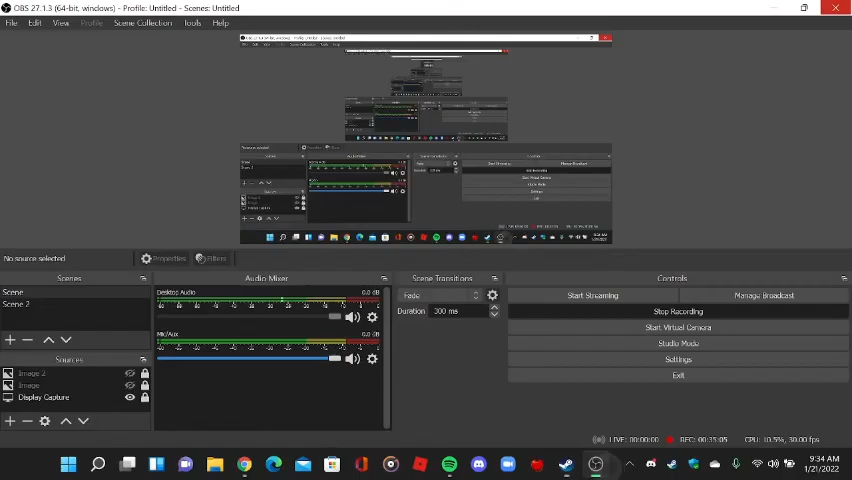 OBS 27.1.3 (64-bit, windows) - Profile: Untitled - Scenes: Untitled
File Edit View Profile Scene Collection Tools Help
No source selected Properties Filters
Scenes Audio Mixer Scene Transitions Controls
Scene
Scene 2
Desktop Audio 0.0 dB
Mic/Aux 0.0 dB
Fade
Duration 300 ms
Start Streaming Manage Broadcast
Stop Recording
Start Virtual Camera
Studio Mode
Settings
Exit
Sources
Image 2
Image
Display Capture
LIVE: 00:00:00 REC: 00:35:05 CPU: 10.5%, 30.00 fps
9:34 AM
1/21/2022